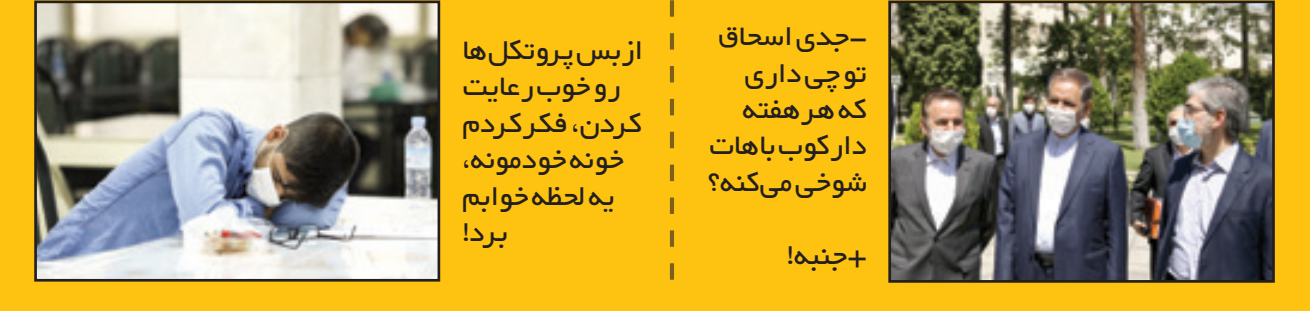 –جدی اسحاق
تو چی داری
که هر هفته
دارکوب باهات
شوخی می‌کنه؟
+جنبه!
از بس پروتکل‌ها
رو خوب رعایت
کردن، فکر کردم
خونه خودمونه،
یه لحظه خوابم
برد!